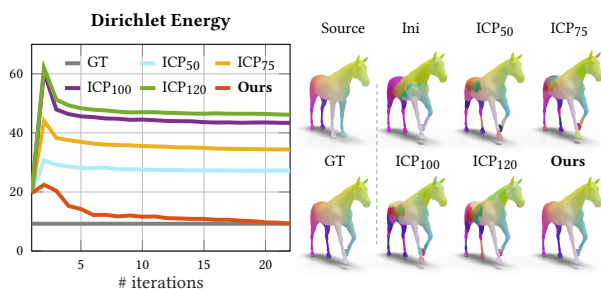 Dirichlet Energy
60
40
20
0
GT ICP50 ICP75
ICP100 ICP120 Ours
5 10 15 20
# iterations
Source Ini ICP50 ICP75
GT ICP100 ICP120 Ours